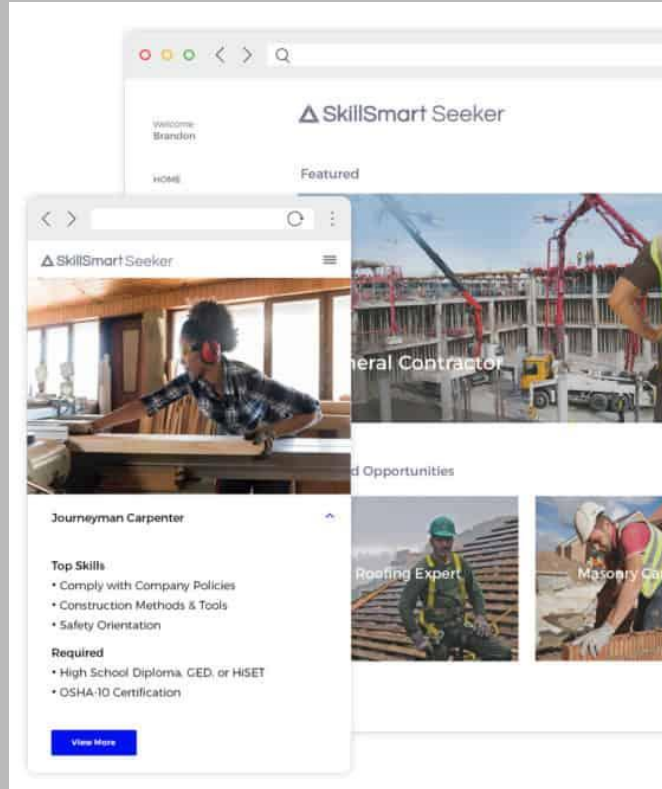 SkillSmart Seeker
Welcome
Brandon
HOME
Featured
Contractor
Opportunities
Roofing Expert
Masonry
SkillSmart Seeker
Journeyman Carpenter
Top Skills
• Comply with Company Policies
• Construction Methods & Tools
• Safety Orientation
Required
• High School Diploma, GED, or HiSET
• OSHA-10 Certification
View More